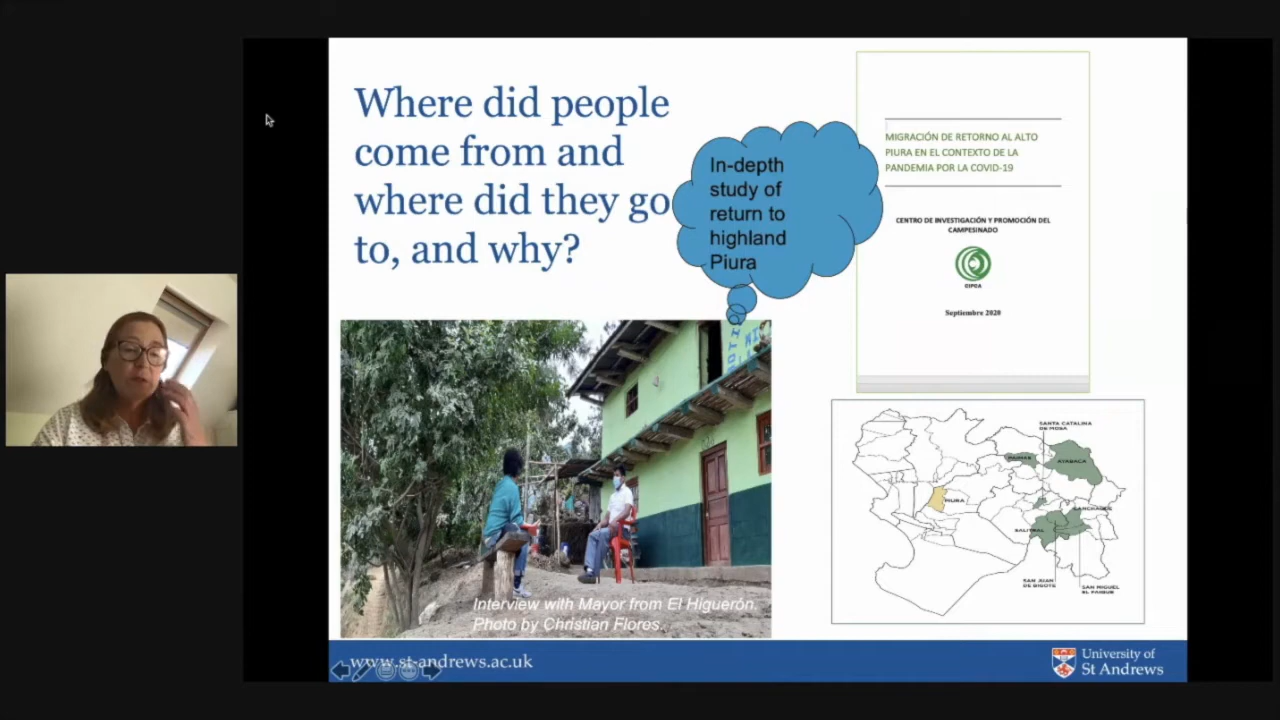 Where did people
come from and
where did they go
to, and why?
In-depth
study of
return to
highland
Piura
MIGRACIÓN DE RETORNO AL ALTO
PIURA EN EL CONTEXTO DE LA
PANDEMIA POR LA COVID-19
CENTRO DE INVESTIGACIÓN Y PROMOCIÓN DEL
CAMPESINADO
CIPCA
Septiembre 2020
SANTA CATALINA
DE MOSA
AYABACA
PIURA
SALITRAL
SAN JUAN
DE BIGOTE
SAN MIGUEL
EL FAIQUE
Interview with Mayor from El Higuerón.
Photo by Christian Flores.
www.st-andrews.ac.uk
University of
St Andrews